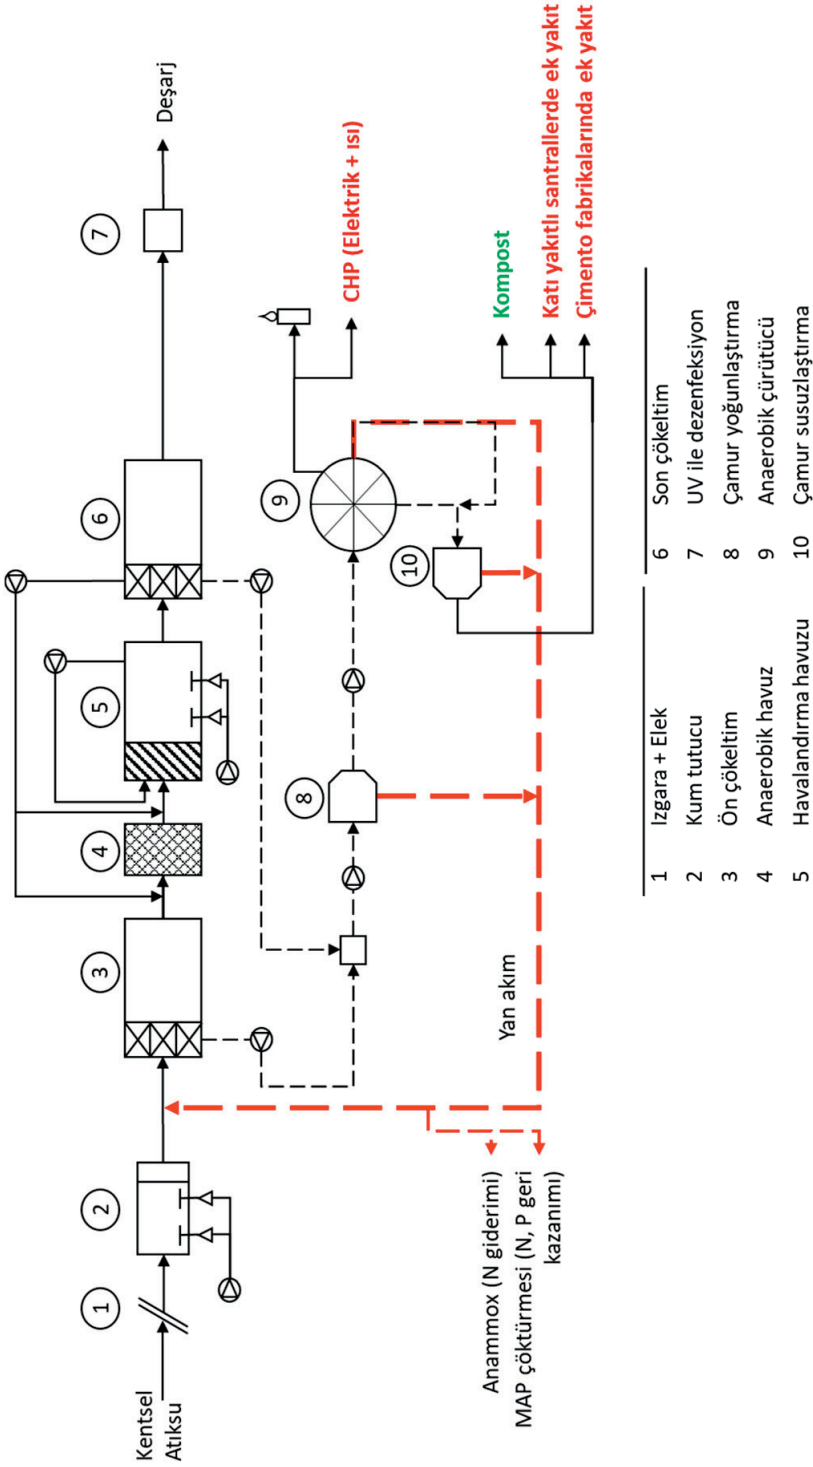 Kentsel
Atıksu
1
2
3
4
5
6
7
Deşarj
8
9
10
CHP (Elektrik + ısı)
Kompost
Katı yakıtlı santrallerde ek yakıt
Çimento fabrikalarında ek yakıt
Yan akım
Anammox (N giderimi)
MAP çöktürmesi (N, P geri
kazanımı)
1 Izgara + Elek
2 Kum tutucu
3 Ön çökeltim
4 Anaerobik havuz
5 Havalandırma havuzu
6 Son çökeltim
7 UV ile dezenfeksiyon
8 Çamur yoğunlaştırma
9 Anaerobik çürütücü
10 Çamur susuzlaştırma